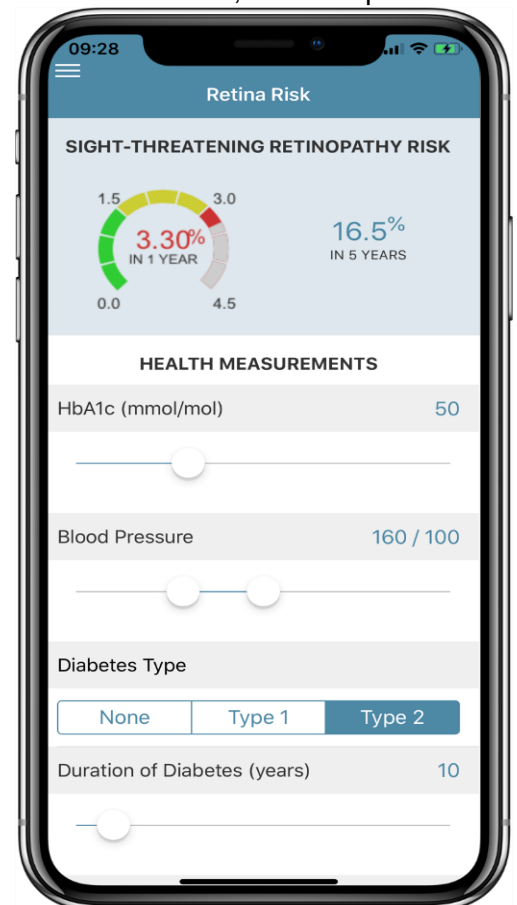 09:28
Retina Risk
SIGHT-THREATENING RETINOPATHY RISK
1.5 3.0
3.30%
IN 1 YEAR
0.0 4.5
16.5%
IN 5 YEARS
HEALTH MEASUREMENTS
HbA1c (mmol/mol) 50
Blood Pressure 160 / 100
Diabetes Type
None Type 1 Type 2
Duration of Diabetes (years) 10